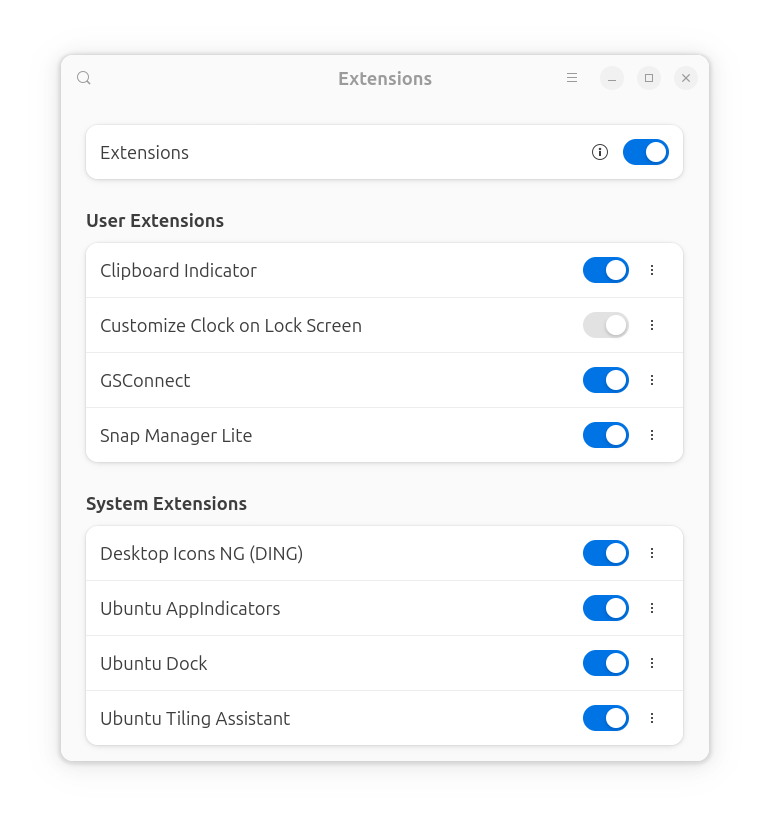 Extensions
Extensions
User Extensions
Clipboard Indicator
Customize Clock on Lock Screen
GSConnect
Snap Manager Lite
System Extensions
Desktop Icons NG (DING)
Ubuntu AppIndicators
Ubuntu Dock
Ubuntu Tiling Assistant